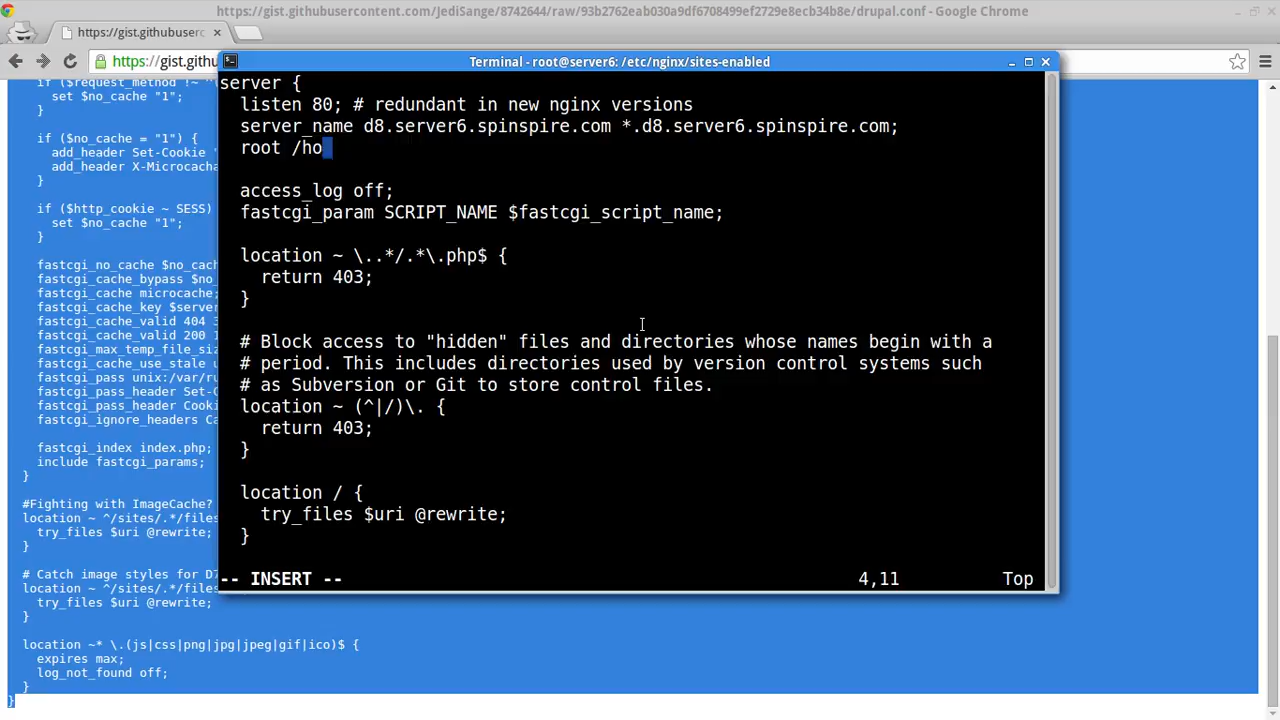 https://gist.githubusercontent.com/JediSange/8742644/raw/93b2762eab030a9df6708499ef2729e8ecb34b8e/drupal.conf - Google Chrome
https://gist.githubuserc
https://gist.githu
Terminal - root@server6: /etc/nginx/sites-enabled
server {
listen 80; # redundant in new nginx versions
server_name d8.server6.spinspire.com *.d8.server6.spinspire.com;
root /ho
access_log off;
fastcgi_param SCRIPT_NAME $fastcgi_script_name;
location ~ \..*/.*\.php$ {
return 403;
}
# Block access to "hidden" files and directories whose names begin with a
# period. This includes directories used by version control systems such
# as Subversion or Git to store control files.
location ~ (^|/)\. {
return 403;
}
location / {
try_files $uri @rewrite;
}
-- INSERT -- 4,11 Top
if ($request_method !~
set $no_cache "1";
}
if ($no_cache = "1") {
add_header Set-Cookie
add_header X-Microcacha
}
if ($http_cookie ~ SESS)
set $no_cache "1";
}
fastcgi_no_cache $no_cach
fastcgi_cache_bypass $no_
fastcgi_cache microcache;
fastcgi_cache_key $server
fastcgi_cache_valid 404 3
fastcgi_cache_valid 200 1
fastcgi_max_temp_file_siz
fastcgi_cache_use_stale u
fastcgi_pass unix:/var/ru
fastcgi_pass_header Set-C
fastcgi_pass_header Cooki
fastcgi_ignore_headers Ca
fastcgi_index index.php;
include fastcgi_params;
}
#Fighting with ImageCache?
location ~ ^/sites/.*/files
try_files $uri @rewrite;
}
# Catch image styles for D7
location ~ ^/sites/.*/files
try_files $uri @rewrite;
}
location ~* \.(js|css|png|jpg|jpeg|gif|ico)$ {
expires max;
log_not_found off;
}
}